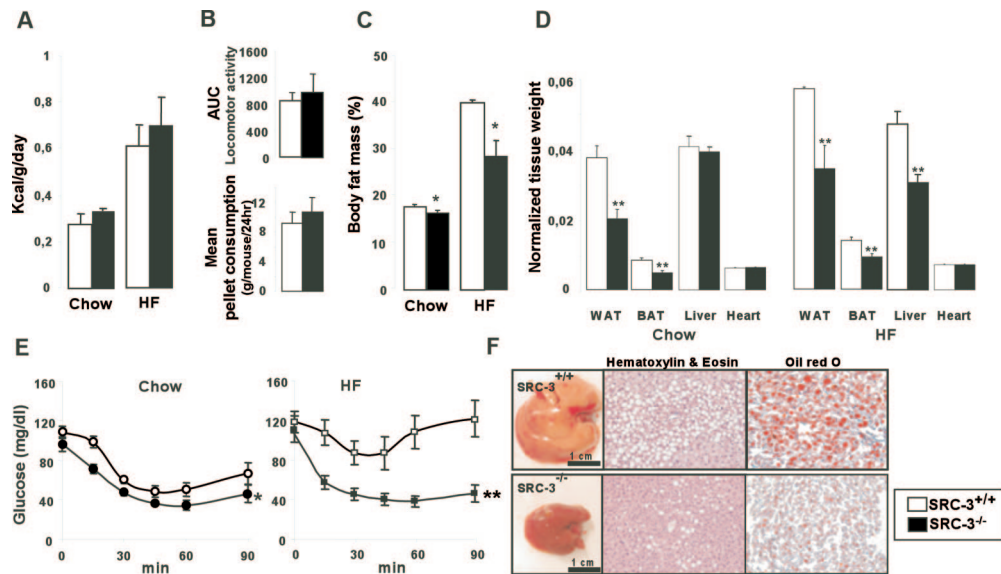 A
Kcal/g/day
1
0,8
0,6
0,4
0,2
0
Chow HF
B
AUC
Locomotor activity
1600
1200
1000
800
400
0
Mean
pellet consumption
(g/mouse/24hr)
12
8
4
0
C
Body fat mass (%)
50
40
30
20
10
0
*
*
Chow HF
D
Normalized tissue weight
0,06
0,04
0,02
0,00
** ** ** ** **
WAT BAT Liver Heart WAT BAT Liver Heart
Chow HF
E
Glucose (mg/dl)
Chow
160
120
80
40
0
*
0 30 60 90
min
HF
160
120
80
40
0
**
0 30 60 90
min
F
Hematoxylin & Eosin Oil red O
SRC-3+/+
1 cm
SRC-3-/-
1 cm
SRC-3+/+
SRC-3-/-